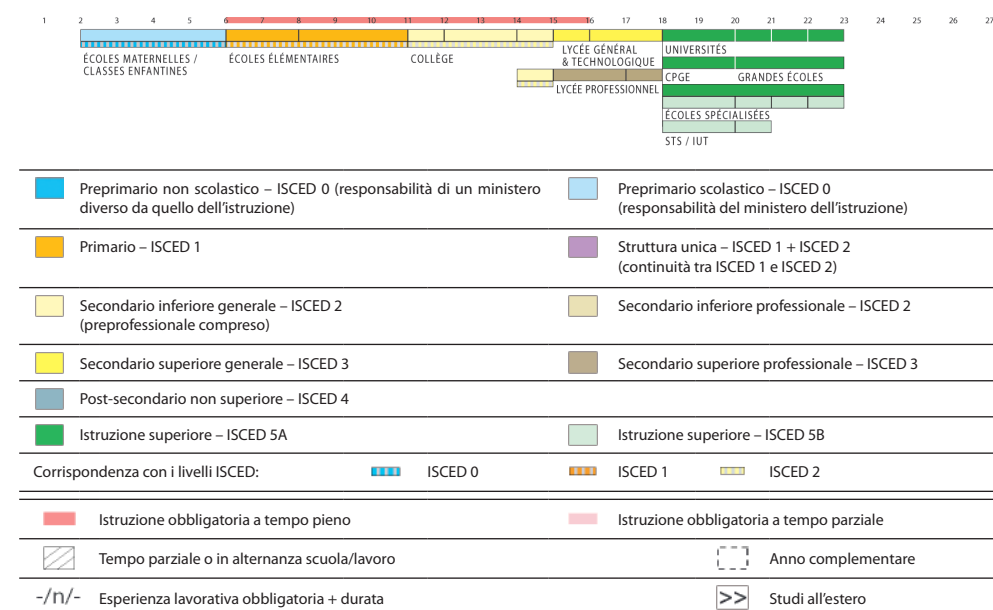 1 2 3 4 5 6 7 8 9 10 11 12 13 14 15 16 17 18 19 20 21 22 23 24 25 26 27
ÉCOLES MATERNELLES /
CLASSES ENFANTINES
ÉCOLES ÉLÉMENTAIRES
COLLÈGE
LYCÉE GÉNÉRAL
& TECHNOLOGIQUE
UNIVERSITÉS
LYCÉE PROFESSIONNEL
CPGE GRANDES ÉCOLES
ÉCOLES SPÉCIALISÉES
STS / IUT
Preprimario non scolastico – ISCED 0 (responsabilità di un ministero
diverso da quello dell'istruzione)
Preprimario scolastico – ISCED 0
(responsabilità del ministero dell'istruzione)
Primario – ISCED 1
Struttura unica – ISCED 1 + ISCED 2
(continuità tra ISCED 1 e ISCED 2)
Secondario inferiore generale – ISCED 2
(preprofessionale compreso)
Secondario inferiore professionale – ISCED 2
Secondario superiore generale – ISCED 3
Secondario superiore professionale – ISCED 3
Post-secondario non superiore – ISCED 4
Istruzione superiore – ISCED 5A
Istruzione superiore – ISCED 5B
Corrispondenza con i livelli ISCED: ISCED 0 ISCED 1 ISCED 2
Istruzione obbligatoria a tempo pieno
Istruzione obbligatoria a tempo parziale
Tempo parziale o in alternanza scuola/lavoro
Anno complementare
-/n/- Esperienza lavorativa obbligatoria + durata
>> Studi all'estero